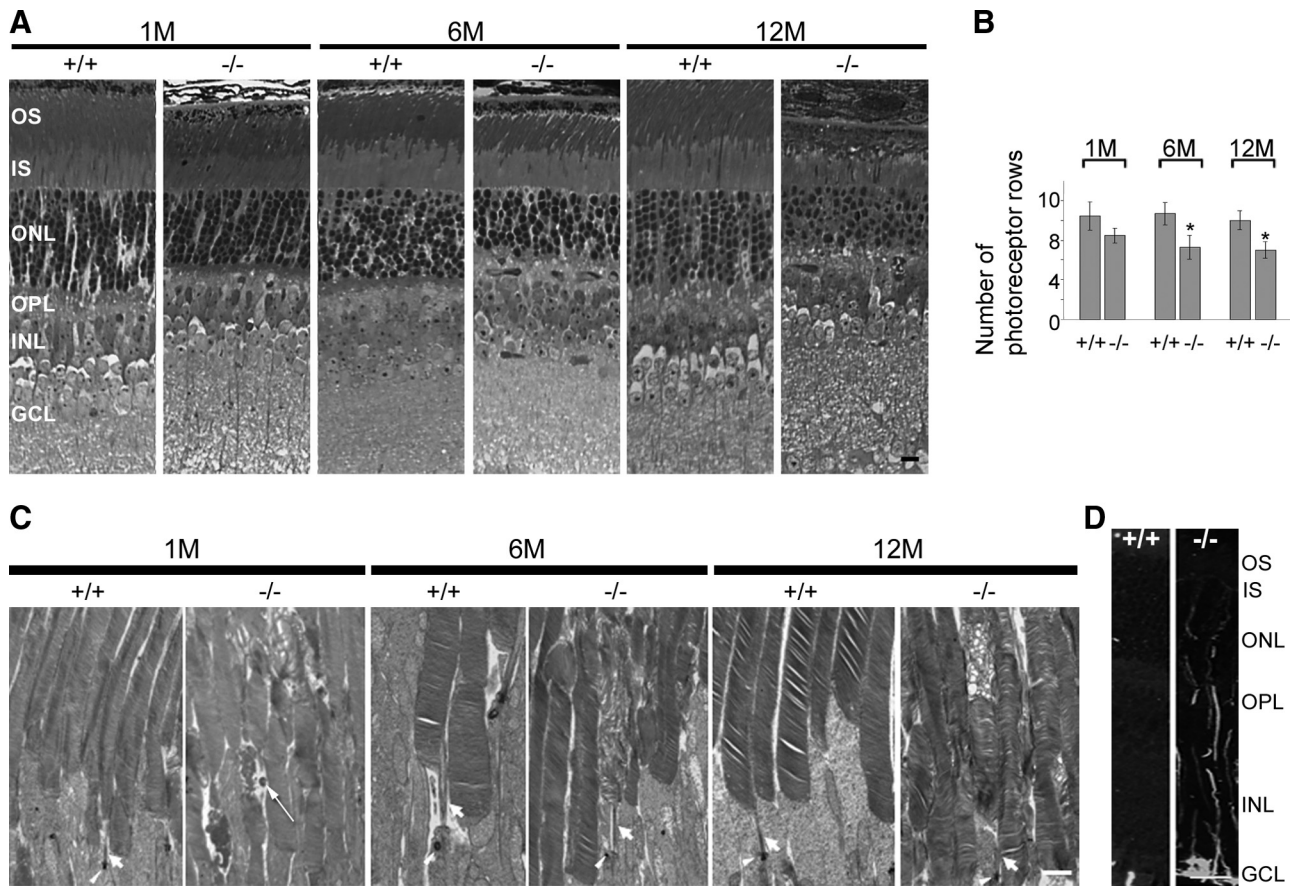 A
1M 6M 12M
+/+ -/- +/+ -/- +/+ -/-
OS
IS
ONL
OPL
INL
GCL
B
1M 6M 12M
Number of
photoreceptor rows
10
8
4
0
* *
+/+ -/- +/+ -/- +/+ -/-
C
1M 6M 12M
+/+ -/- +/+ -/- +/+ -/-
D
+/+ -/-
OS
IS
ONL
OPL
INL
GCL